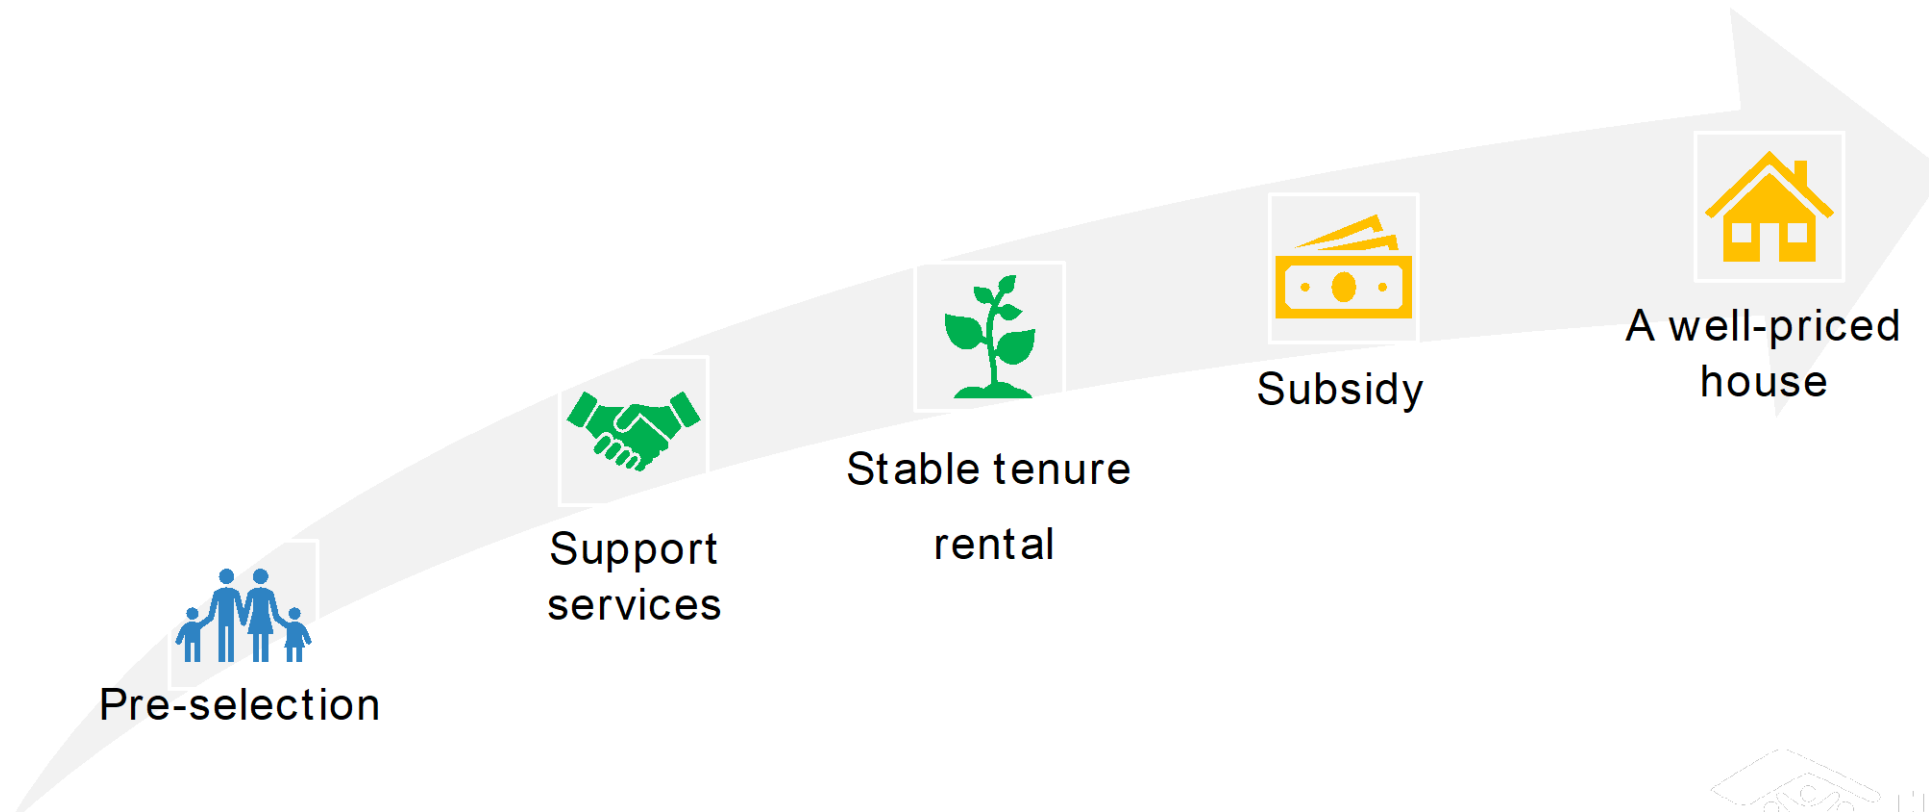 Pre-selection
Support
services
Stable tenure
rental
Subsidy
A well-priced
house